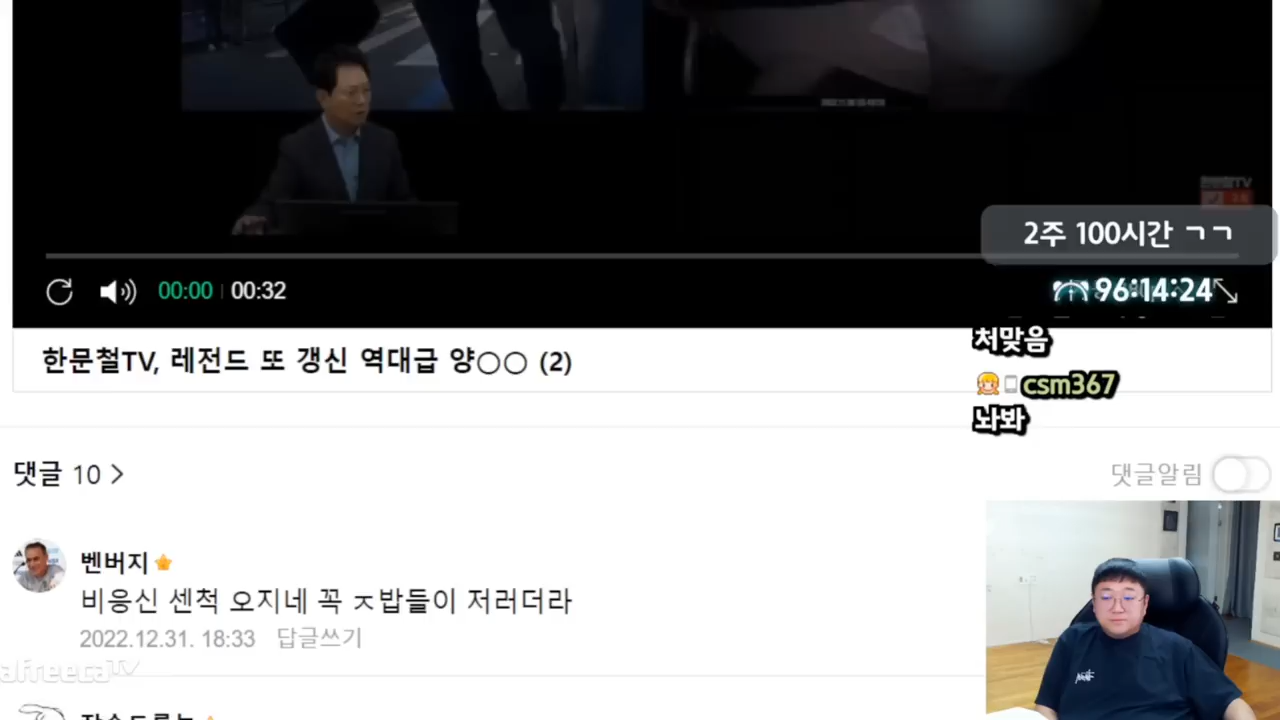 2주 100시간 ㄱㄱ
00:00 00:32
96:14:24
한문철TV, 레전드 또 갱신 역대급 양○○ (2)
처맞음
csm367
놔봐
댓글 10
댓글알림
벤버지
비응신 센척 오지네 꼭 ㅈ밥들이 저러더라
2022.12.31. 18:33 답글쓰기
afreecaTV